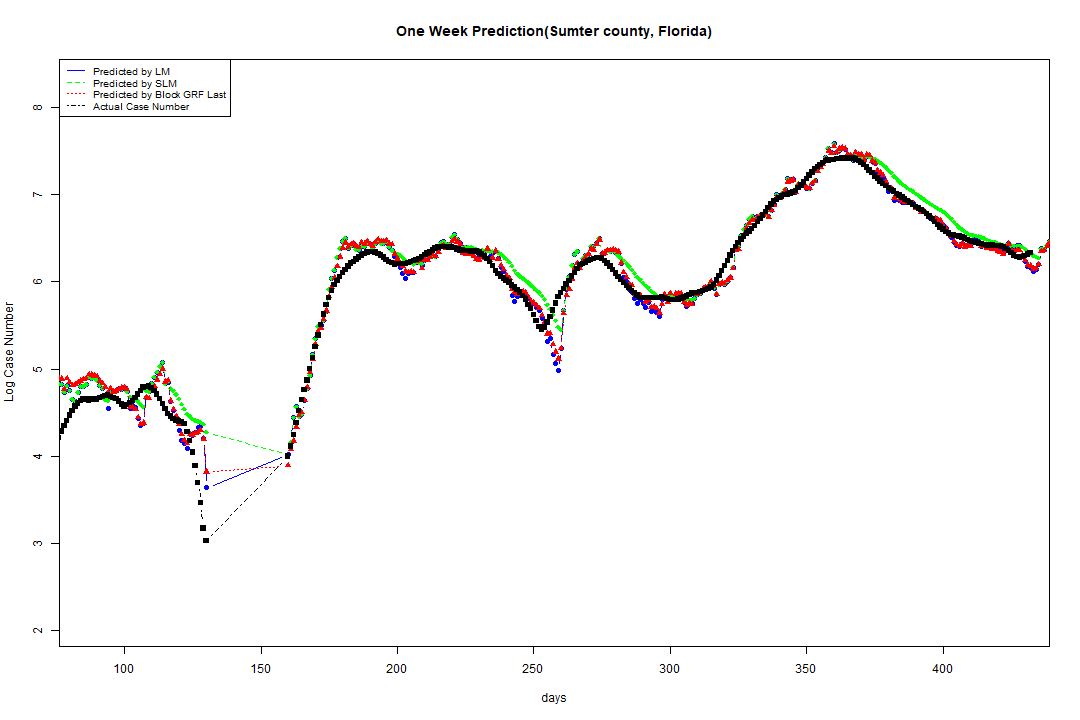 One Week Prediction(Sumter county, Florida)
Predicted by LM
Predicted by SLM
Predicted by Block GRF Last
Actual Case Number
8
7
6
5
4
3
2
Log Case Number
100 150 200 250 300 350 400
days